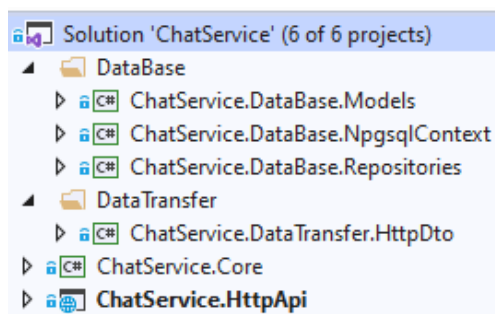 Solution 'ChatService' (6 of 6 projects)
DataBase
C# ChatService.DataBase.Models
C# ChatService.DataBase.NpgsqlContext
C# ChatService.DataBase.Repositories
DataTransfer
C# ChatService.DataTransfer.HttpDto
C# ChatService.Core
ChatService.HttpApi